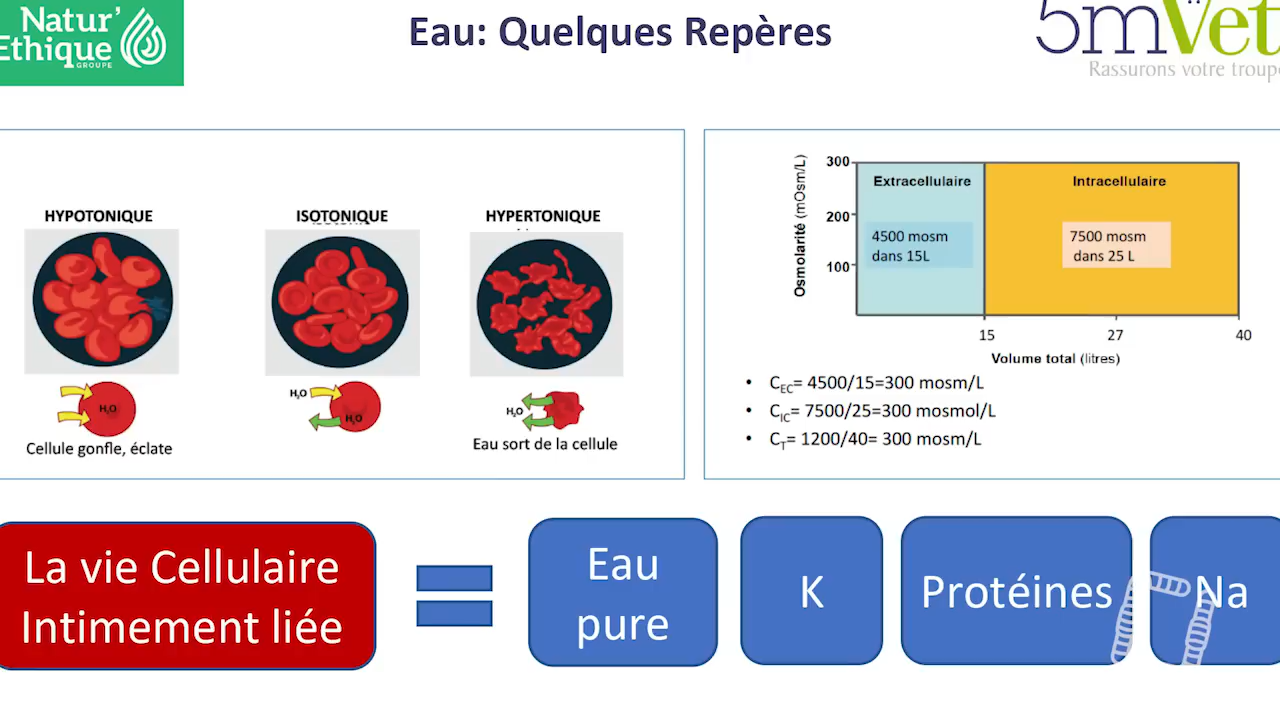 Natur'
Ethique
GROUPE
Eau: Quelques Repères
5mVet
Rassurons votre troupe
HYPOTONIQUE
ISOTONIQUE
HYPERTONIQUE
H₂O
H₂O
H₂O
H₂O
Cellule gonfle, éclate
Eau sort de la cellule
Osmolarité (mOsm/L)
300
200
100
Extracellulaire
Intracellulaire
4500 mosm
dans 15L
7500 mosm
dans 25 L
15
27
40
Volume total (litres)
• CEC= 4500/15=300 mosm/L
• CIC= 7500/25=300 mosmol/L
• CT= 1200/40= 300 mosm/L
La vie Cellulaire
Intimement liée
=
Eau
pure
K
Protéines
Na